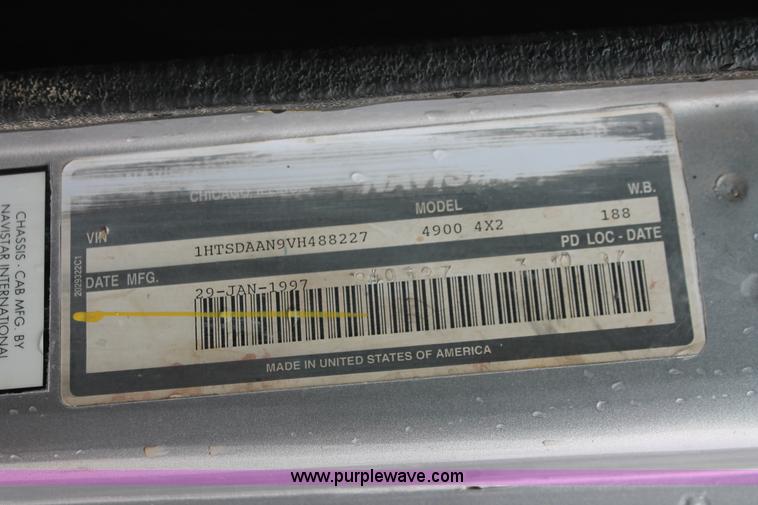 CHASSIS - CAB MFG. BY
NAVISTAR INTERNATIONAL
2029322C1
CHICAGO,
W.B.
VIN
MODEL
1HTSDAAN9VH488227
4900 4X2
188
DATE MFG.
PD LOC - DATE
29-JAN-1997
MADE IN UNITED STATES OF AMERICA
www.purplewave.com